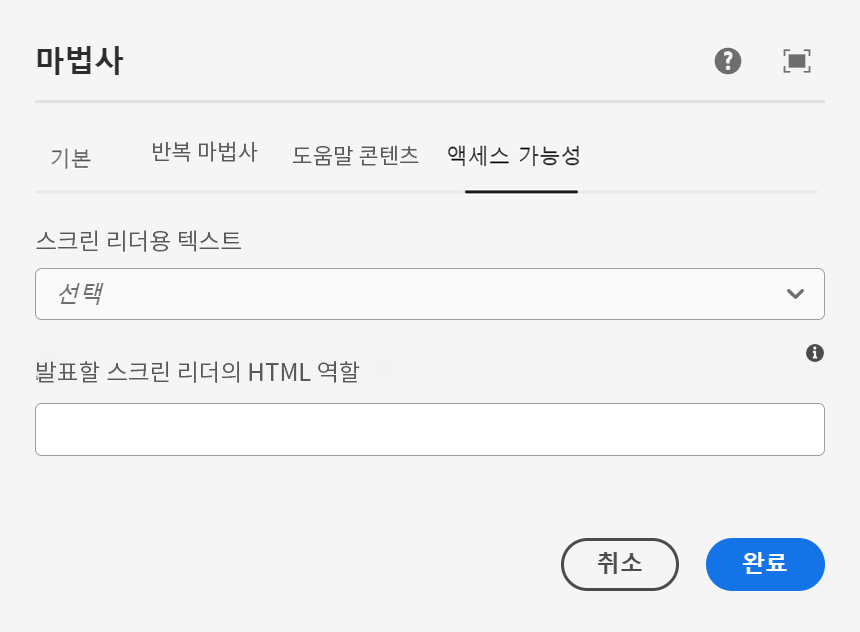 마법사
기본 반복 마법사 도움말 콘텐츠 액세스 가능성
스크린 리더용 텍스트
선택
발표할 스크린 리더의 HTML 역할
취소 완료